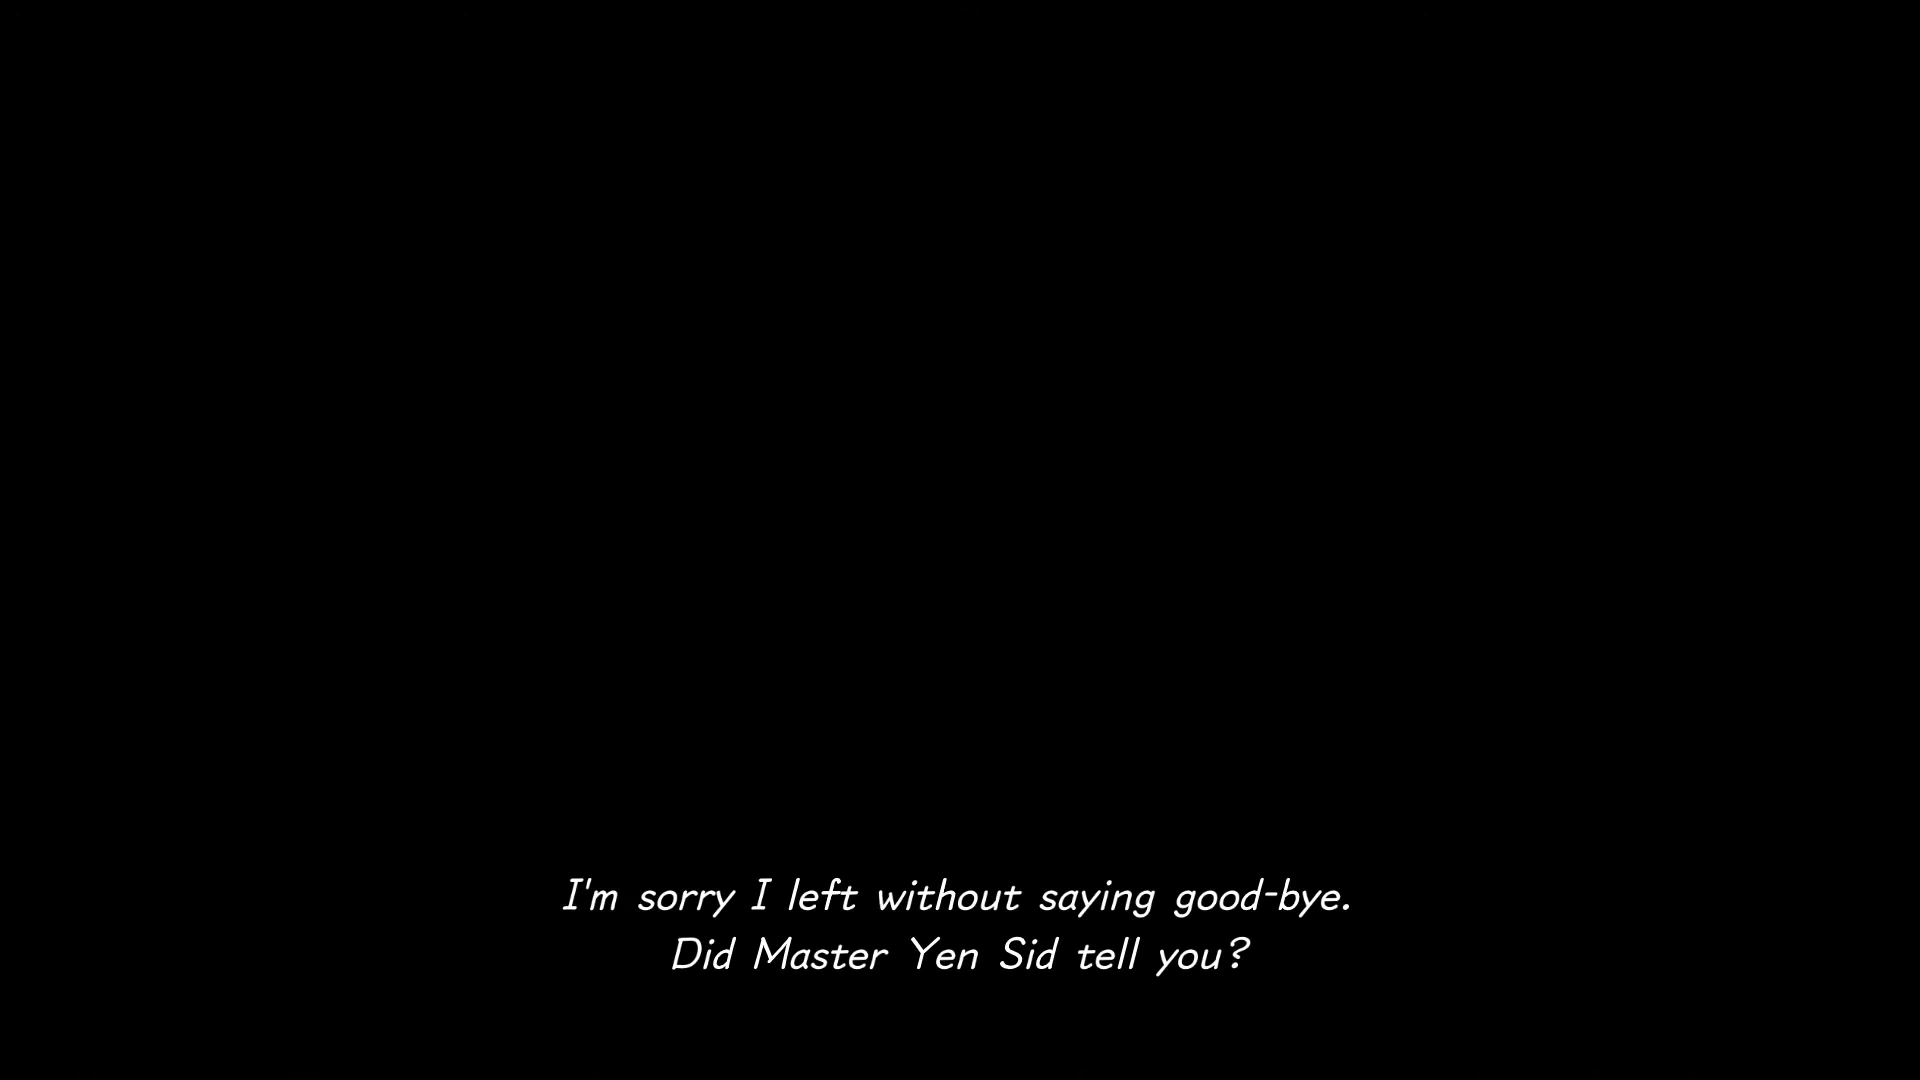 I'm sorry I left without saying good-bye.
Did Master Yen Sid tell you?